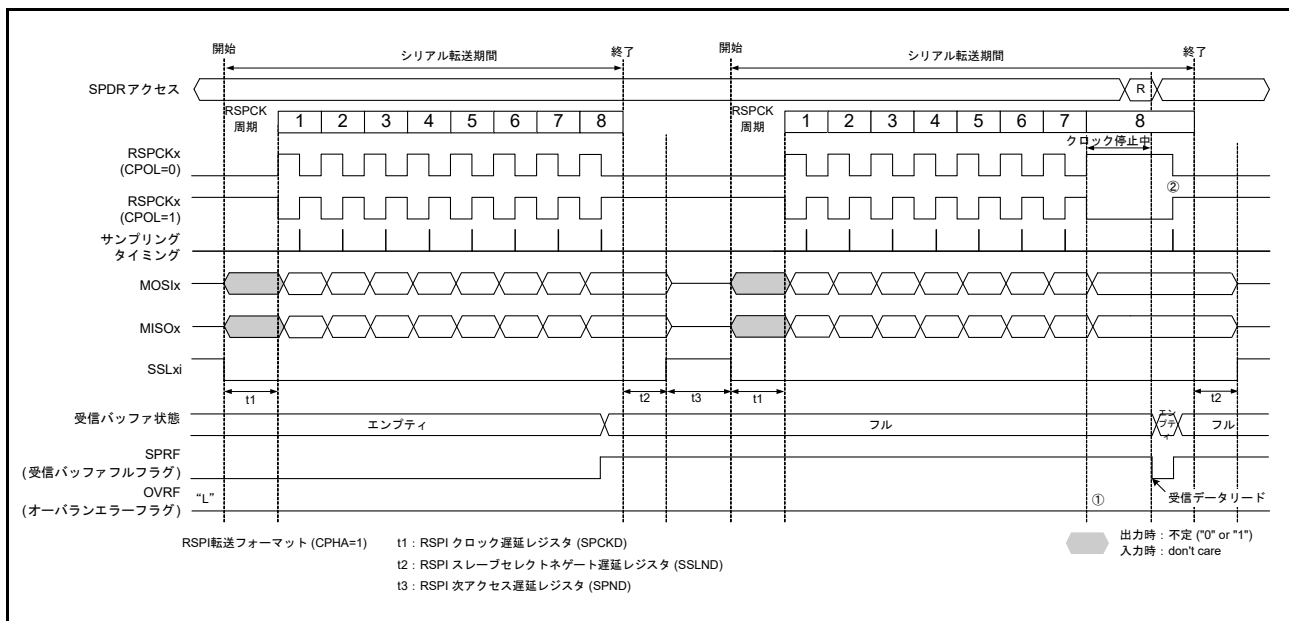 開始 シリアル転送期間 終了 開始 シリアル転送期間 終了
SPDRアクセス R
RSPCK
周期 1 2 3 4 5 6 7 8 RSPCK
周期 1 2 3 4 5 6 7 8
クロック停止中
RSPCKx
(CPOL=0)
②
RSPCKx
(CPOL=1)
サンプリング
タイミング
MOSIx
MISOx
SSLxi
t1 t2 t3 t1 t2
受信バッファ状態 エンプティ フル エンプティ フル
SPRF
(受信バッファフルフラグ)
OVRF
(オーバランエラーフラグ) “L” ① 受信データリード
RSPI転送フォーマット (CPHA=1)
t1 : RSPI クロック遅延レジスタ (SPCKD)
t2 : RSPI スレーブセレクトネゲート遅延レジスタ (SSLND)
t3 : RSPI 次アクセス遅延レジスタ (SPND)
出力時 : 不定 ("0" or "1")
入力時 : don't care